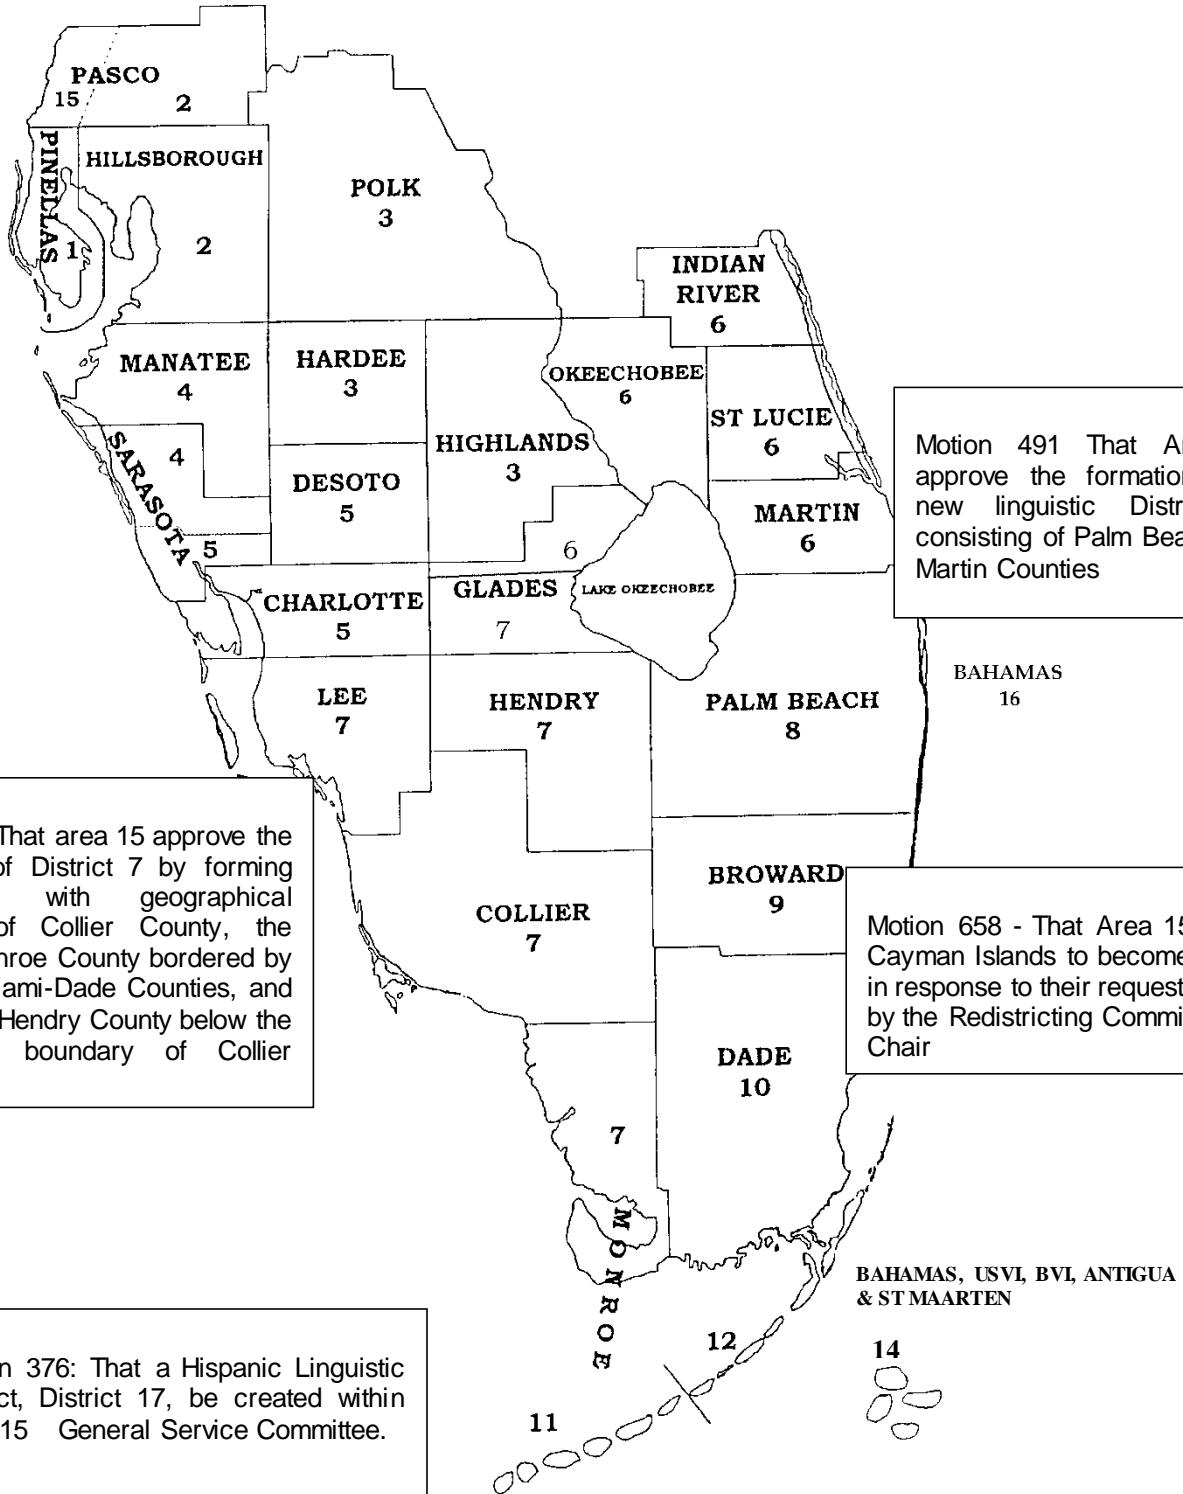 PASCO
15
2
PINELLAS
1
HILLSBOROUGH
2
POLK
3
INDIAN
RIVER
6
MANATEE
4
HARDEE
3
OKEECHOBEE
6
ST LUCIE
6
SARASOTA
4
5
HIGHLANDS
3
DESOTO
5
MARTIN
6
Motion 491 That
approve the formation
new linguistic
consisting of Palm
Martin Counties
6
CHARLOTTE
5
GLADES
7
LAKE OKEECHOBEE
BAHAMAS
16
LEE
7
HENDRY
7
PALM BEACH
8
That area 15 approve the
of District 7 by forming
with geographical
of Collier County, the
County bordered by
Counties, and
Hendry County below the
boundary of Collier
COLLIER
7
BROWARD
9
Motion 658 - That Area 15
Cayman Islands to become
in response to their request
by the Redistricting
Chair
DADE
10
7
MONROE
BAHAMAS, USVI, BVI, ANTIGUA
& ST MAARTEN
14
12
11
376: That a Hispanic Linguistic
District 17, be created within
15 General Service Committee.